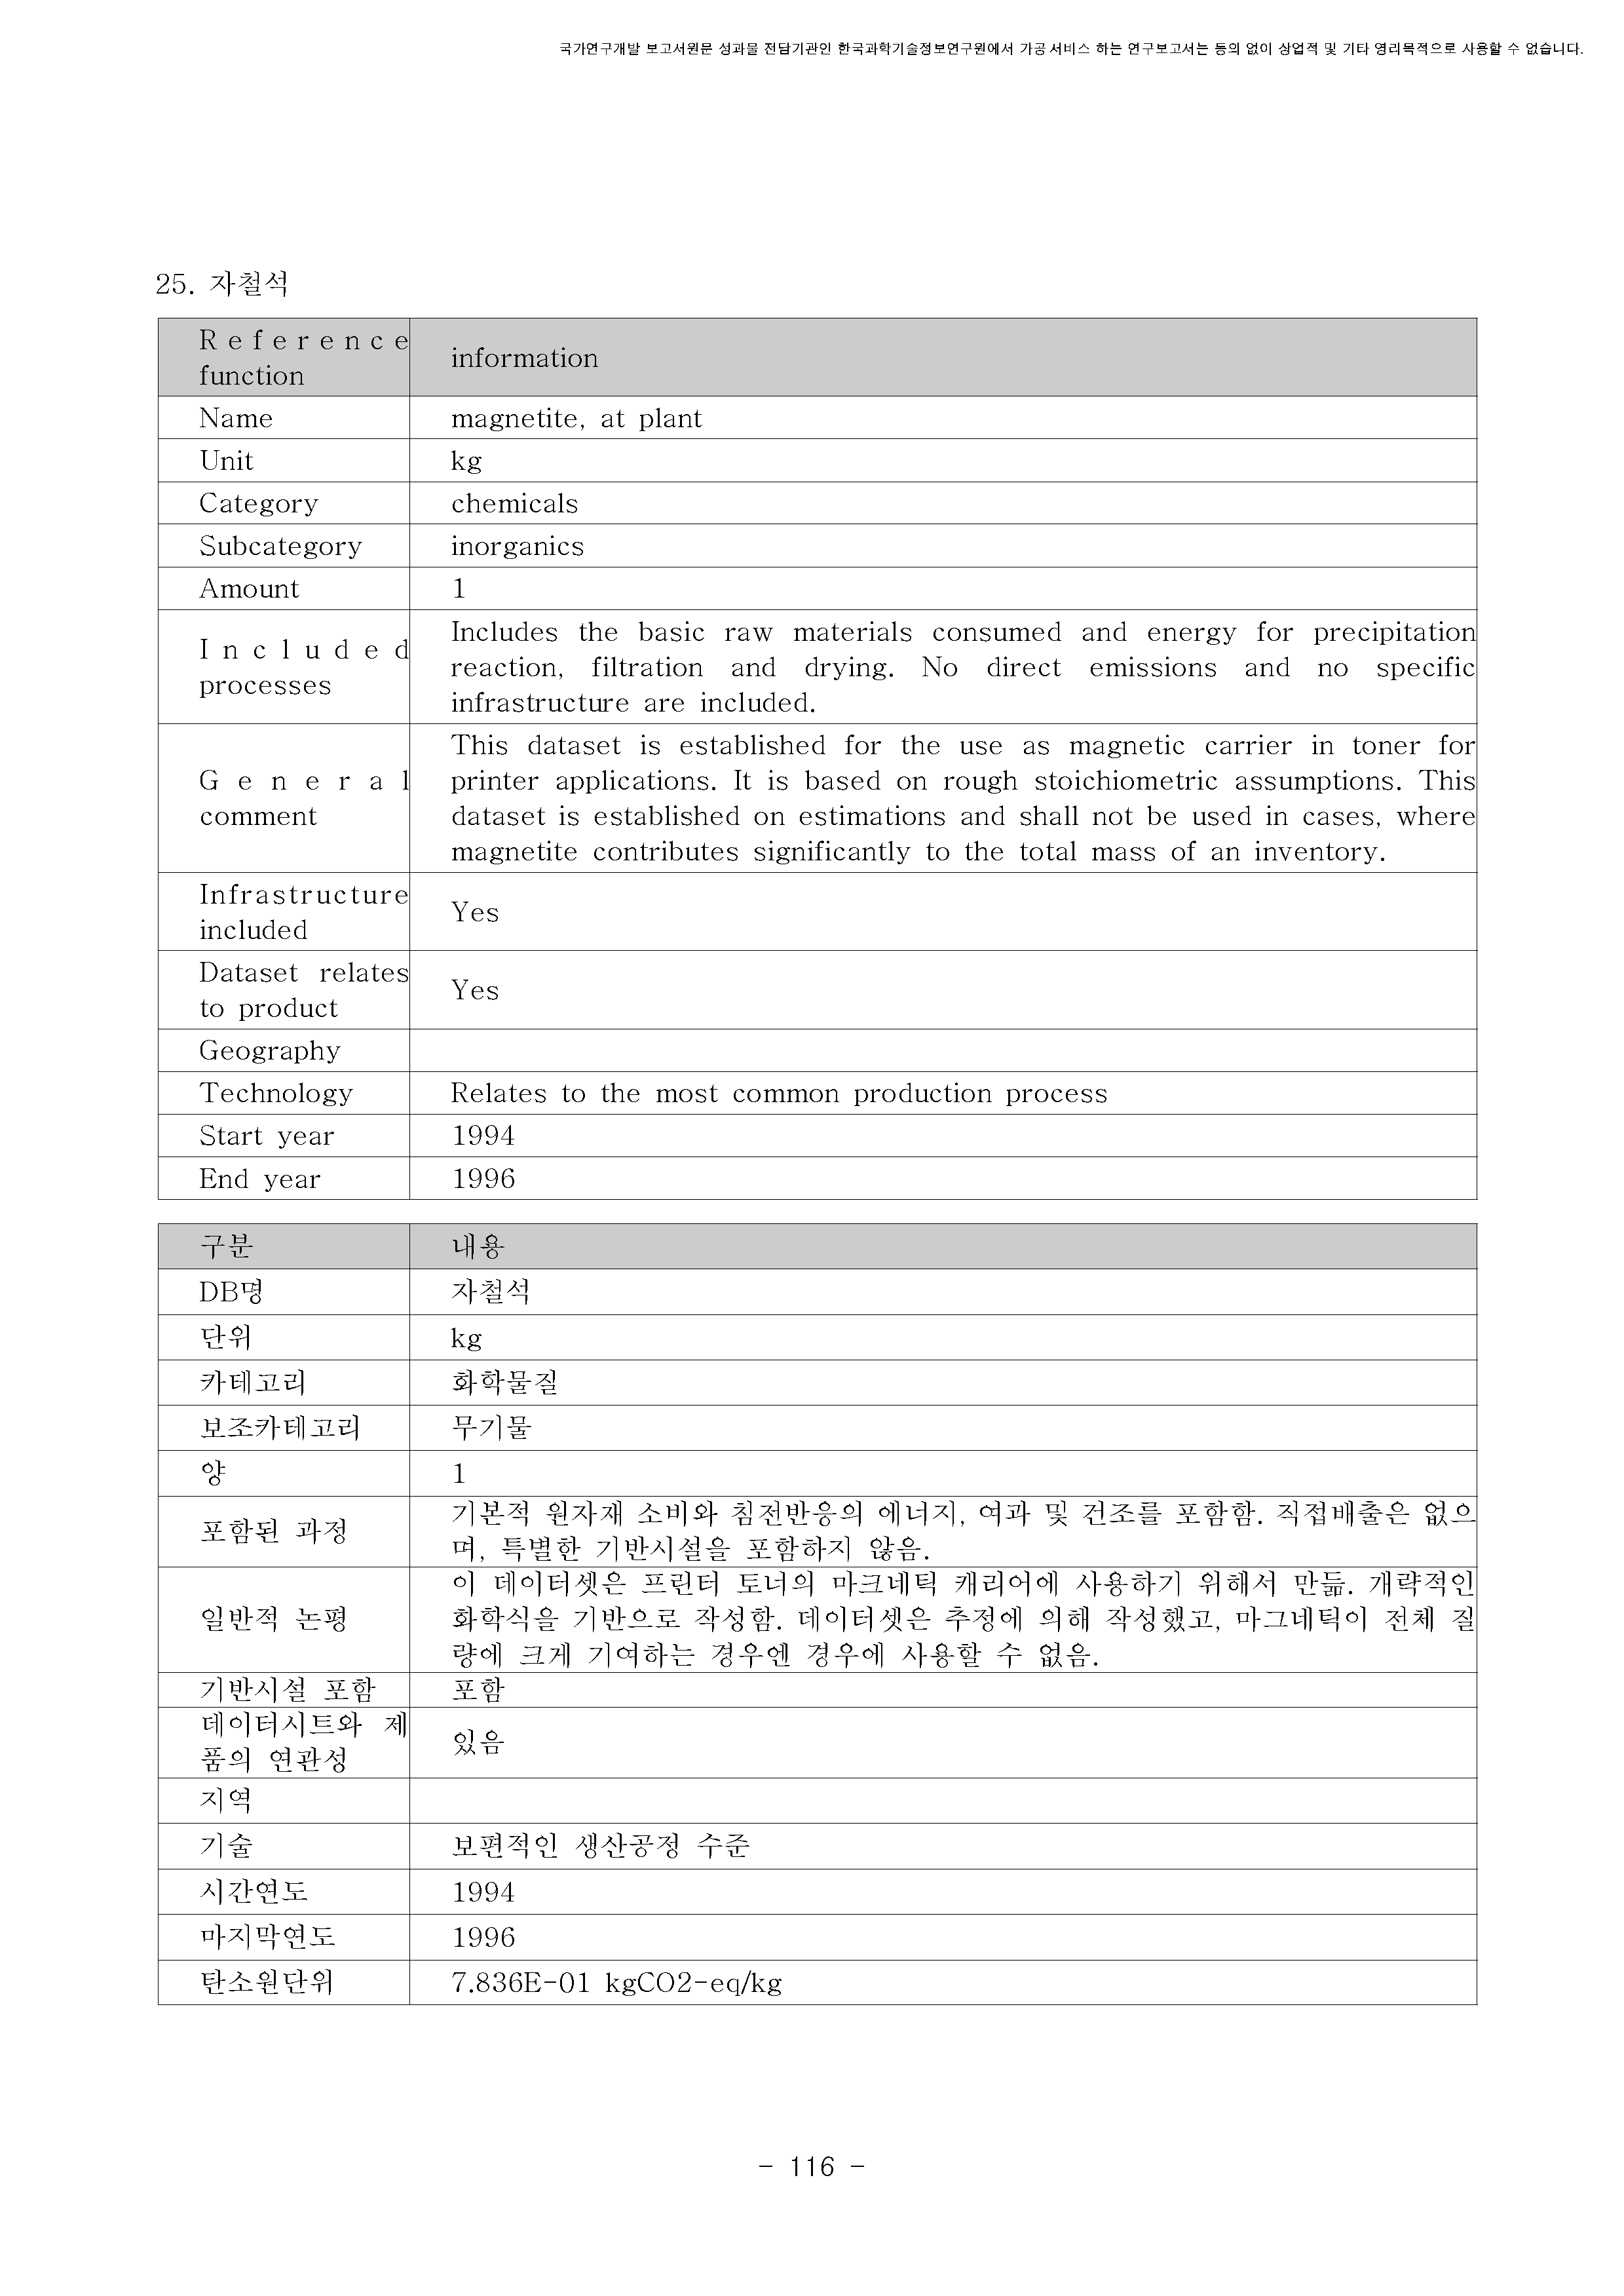 국가연구개발 보고서원문 성과물 전담기관인 한국과학기술정보연구원에서 가공·서비스 하는 연구보고서는 동의 없이 상업적 및 기타 영리목적으로 사용할 수 없습니다.
25. 자철석
Reference
function
information
Name
magnetite, at plant
Unit
kg
Category
chemicals
Subcategory
inorganics
Amount
1
Included
processes
Includes the basic raw materials consumed and energy for precipitation
reaction, filtration and drying. No direct emissions and no specific
infrastructure are included.
General
comment
This dataset is established for the use as magnetic carrier in toner for
printer applications. It is based on rough stoichiometric assumptions. This
dataset is established on estimations and shall not be used in cases, where
magnetite contributes significantly to the total mass of an inventory.
Infrastructure
included
Yes
Dataset relates
to product
Yes
Geography
Technology
Relates to the most common production process
Start year
1994
End year
1996
구분
내용
DB명
자철석
단위
kg
카테고리
화학물질
보조카테고리
무기물
양
1
포함된 과정
기본적 원자재 소비와 침전반응의 에너지, 여과 및 건조를 포함함. 직접배출은 없으
며, 특별한 기반시설을 포함하지 않음.
일반적 논평
이 데이터셋은 프린터 토너의 마크네틱 캐리어에 사용하기 위해서 만듦. 개략적인
화학식을 기반으로 작성함. 데이터셋은 추정에 의해 작성했고, 마그네틱이 전체 질
량에 크게 기여하는 경우엔 경우에 사용할 수 없음.
기반시설 포함
포함
데이터시트와 제
품의 연관성
있음
지역
기술
보편적인 생산공정 수준
시간연도
1994
마지막연도
1996
탄소원단위
7.836E-01 kgCO2-eq/kg
- 116 -